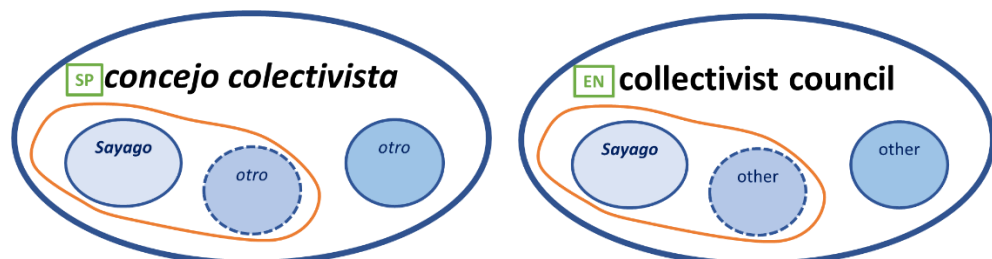 SP concejo colectivista
Sayago
otro
otro
EN collectivist council
Sayago
other
other